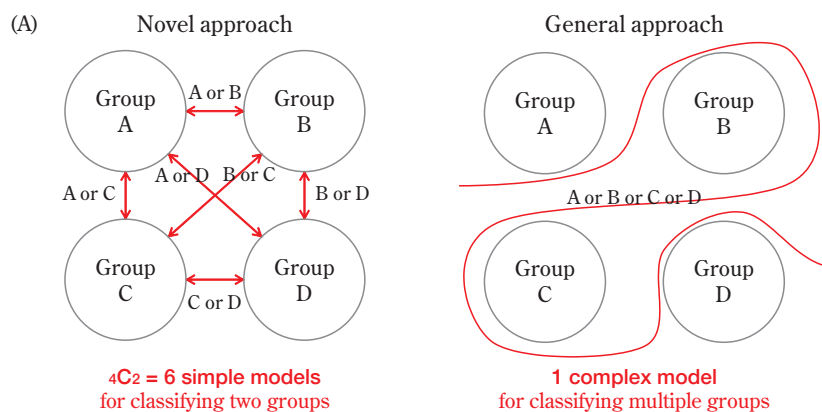 (A)
Novel approach
General approach
Group
A
A or B
Group
B
Group
A
Group
B
A or D
B or C
A or C
B or D
A or B or C or D
Group
C
C or D
Group
D
Group
C
Group
D
₄C₂ = 6 simple models
for classifying two groups
1 complex model
for classifying multiple groups